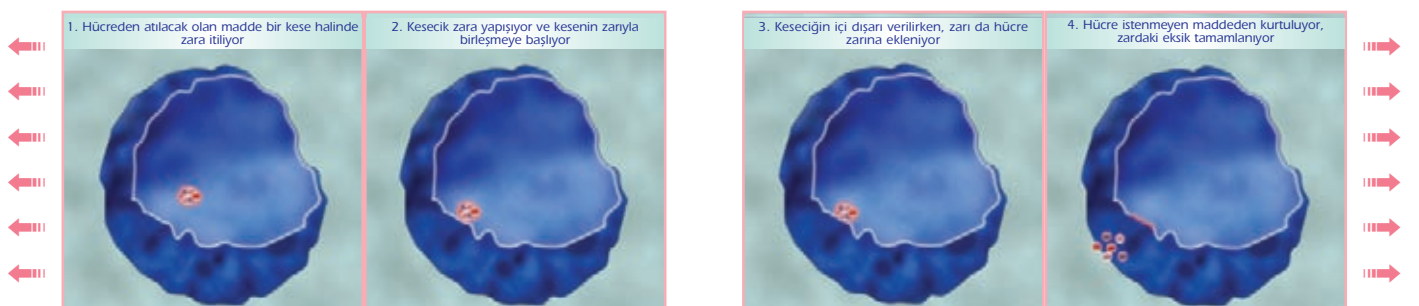 1. Hücreden atılacak olan madde bir kese halinde
zara itiliyor
2. Kesecik zara yapışıyor ve kesenin zarıyla
birleşmeye başlıyor
3. Keseciğin içi dışarı verilirken, zarı da hücre
zarına ekleniyor
4. Hücre istenmeyen maddeden kurtuluyor,
zardaki eksik tamamlanıyor